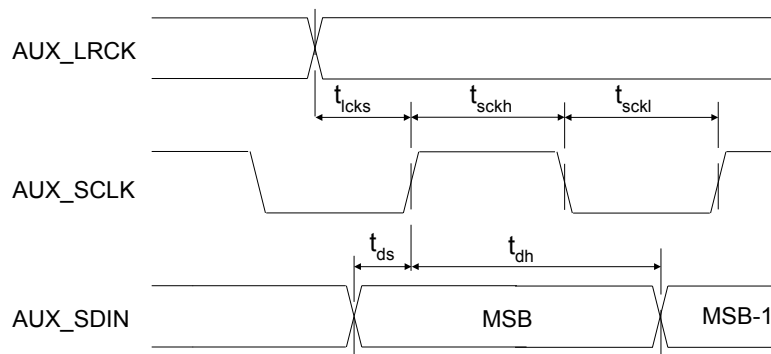 AUX_LRCK
t_lcks t_sckh t_sckl
AUX_SCLK
t_ds t_dh
AUX_SDIN MSB MSB-1